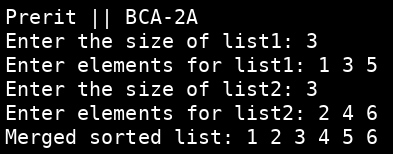 Prerit || BCA-2A
Enter the size of list1: 3
Enter elements for list1: 1 3 5
Enter the size of list2: 3
Enter elements for list2: 2 4 6
Merged sorted list: 1 2 3 4 5 6